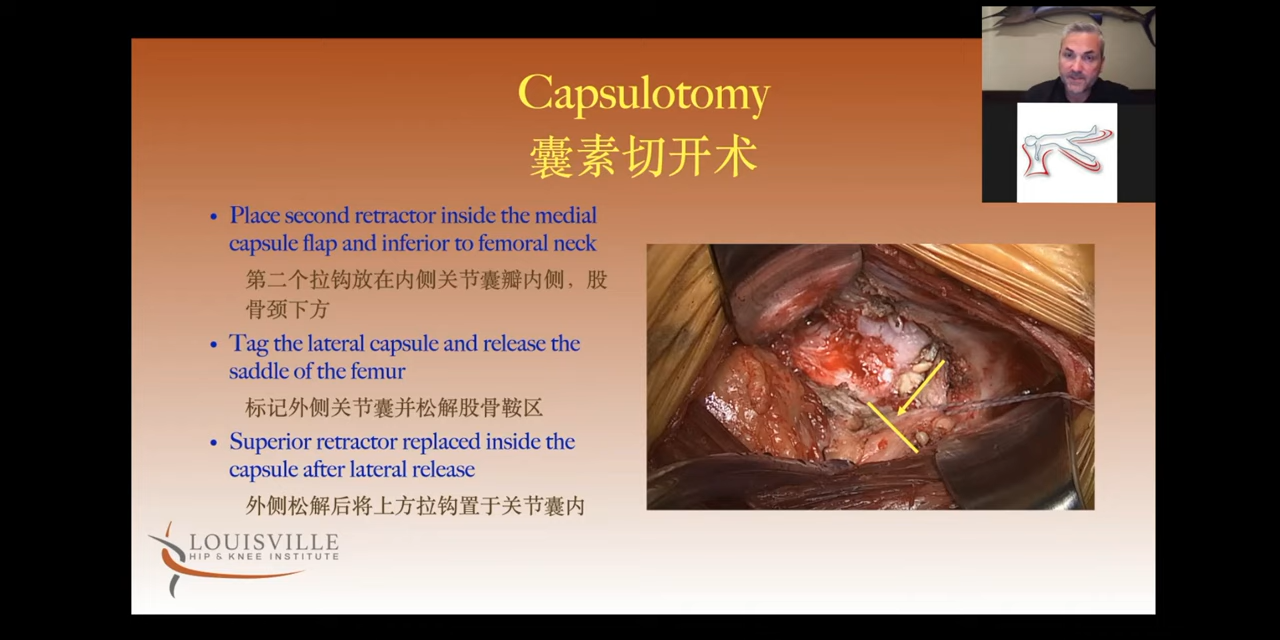 Capsulotomy
囊素切开术
• Place second retractor inside the medial
capsule flap and inferior to femoral neck
第二个拉钩放在内侧关节囊瓣内侧，股
骨颈下方
• Tag the lateral capsule and release the
saddle of the femur
标记外侧关节囊并松解股骨鞍区
• Superior retractor replaced inside the
capsule after lateral release
外侧松解后将上方拉钩置于关节囊内
LOUISVILLE
HIP & KNEE INSTITUTE